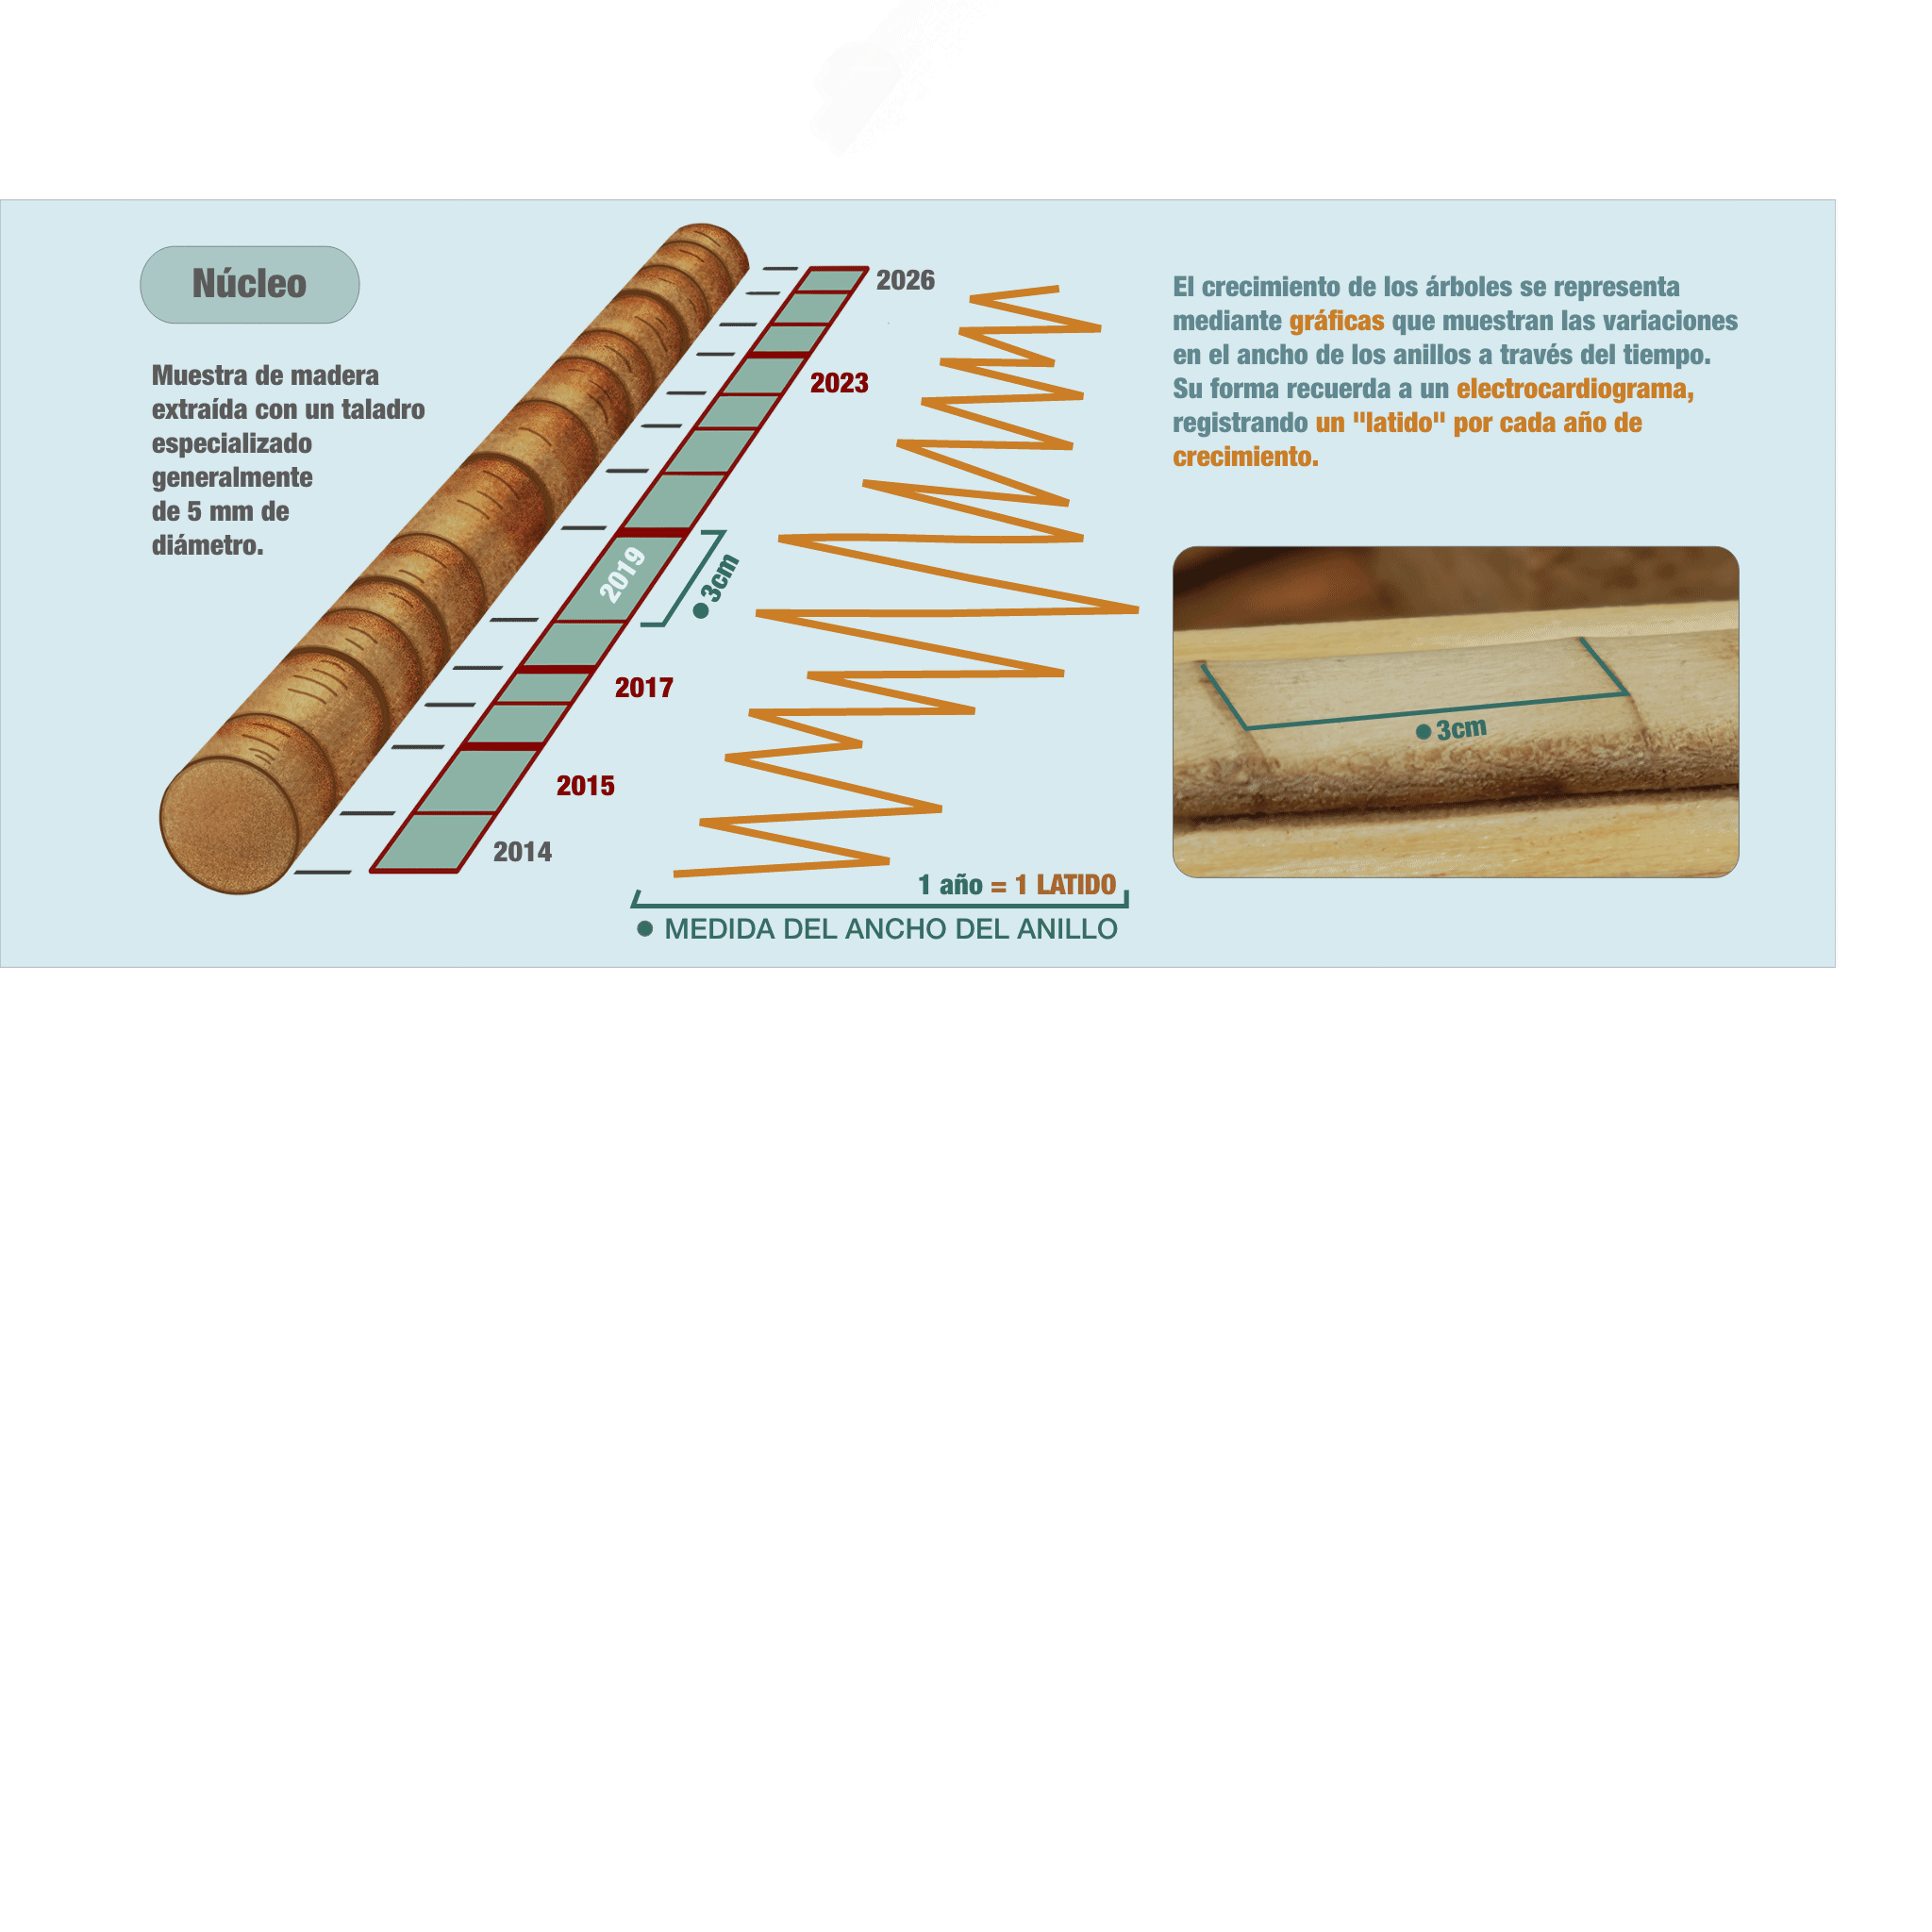 Núcleo
Muestra de madera
extraída con un taladro
especializado
generalmente
de 5 mm de
diámetro.
2026
2023
2019
3cm
2017
2015
2014
1 año = 1 LATIDO
MEDIDA DEL ANCHO DEL ANILLO
El crecimiento de los árboles se representa
mediante gráficas que muestran las variaciones
en el ancho de los anillos a través del tiempo.
Su forma recuerda a un electrocardiograma,
registrando un "latido" por cada año de
crecimiento.
3cm